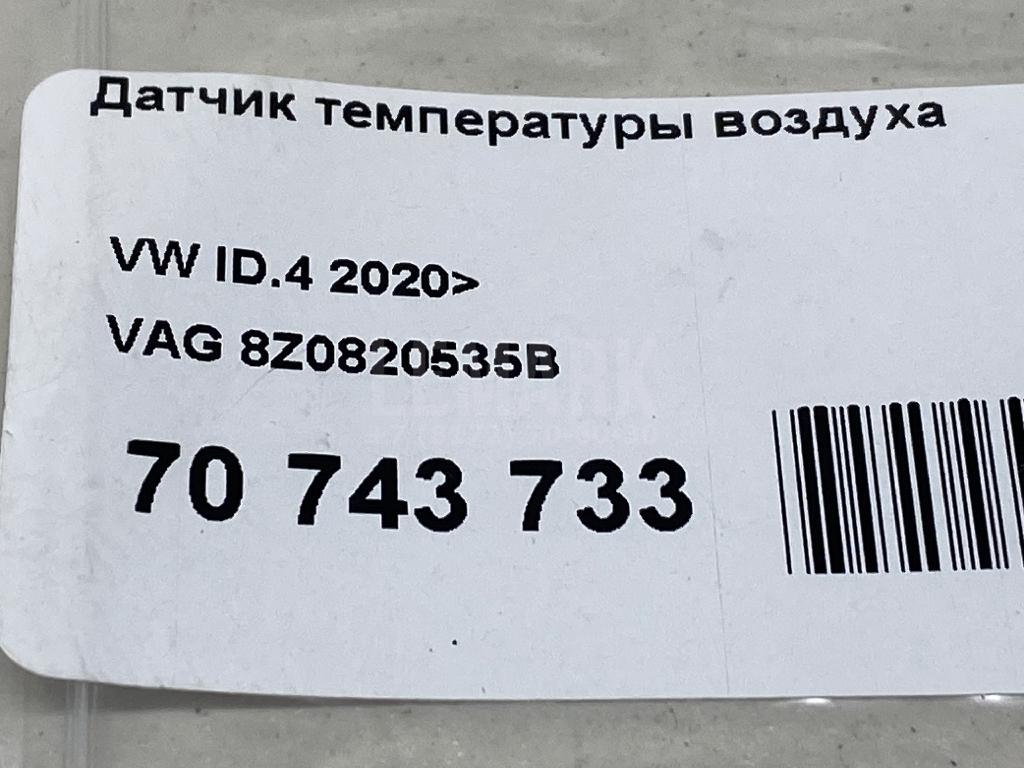 Датчик температуры воздуха
VW ID.4 2020>
VAG 8Z0820535B
70 743 733